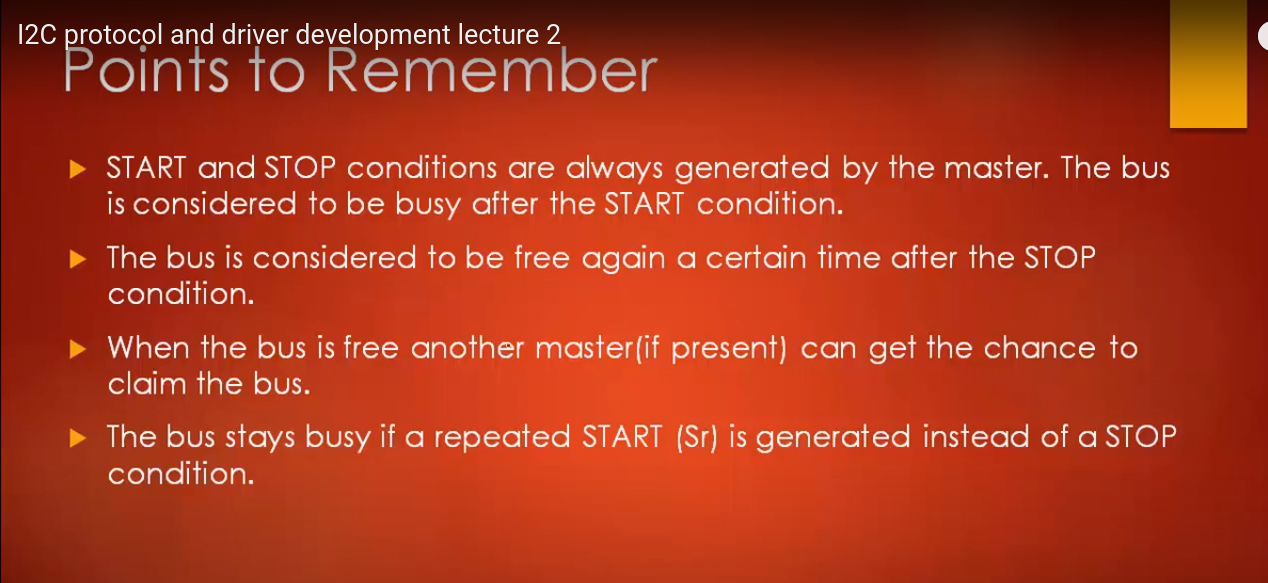 I2C protocol and driver development lecture 2
Points to Remember
START and STOP conditions are always generated by the master. The bus
is considered to be busy after the START condition.
The bus is considered to be free again a certain time after the STOP
condition.
When the bus is free another master(if present) can get the chance to
claim the bus.
The bus stays busy if a repeated START (Sr) is generated instead of a STOP
condition.